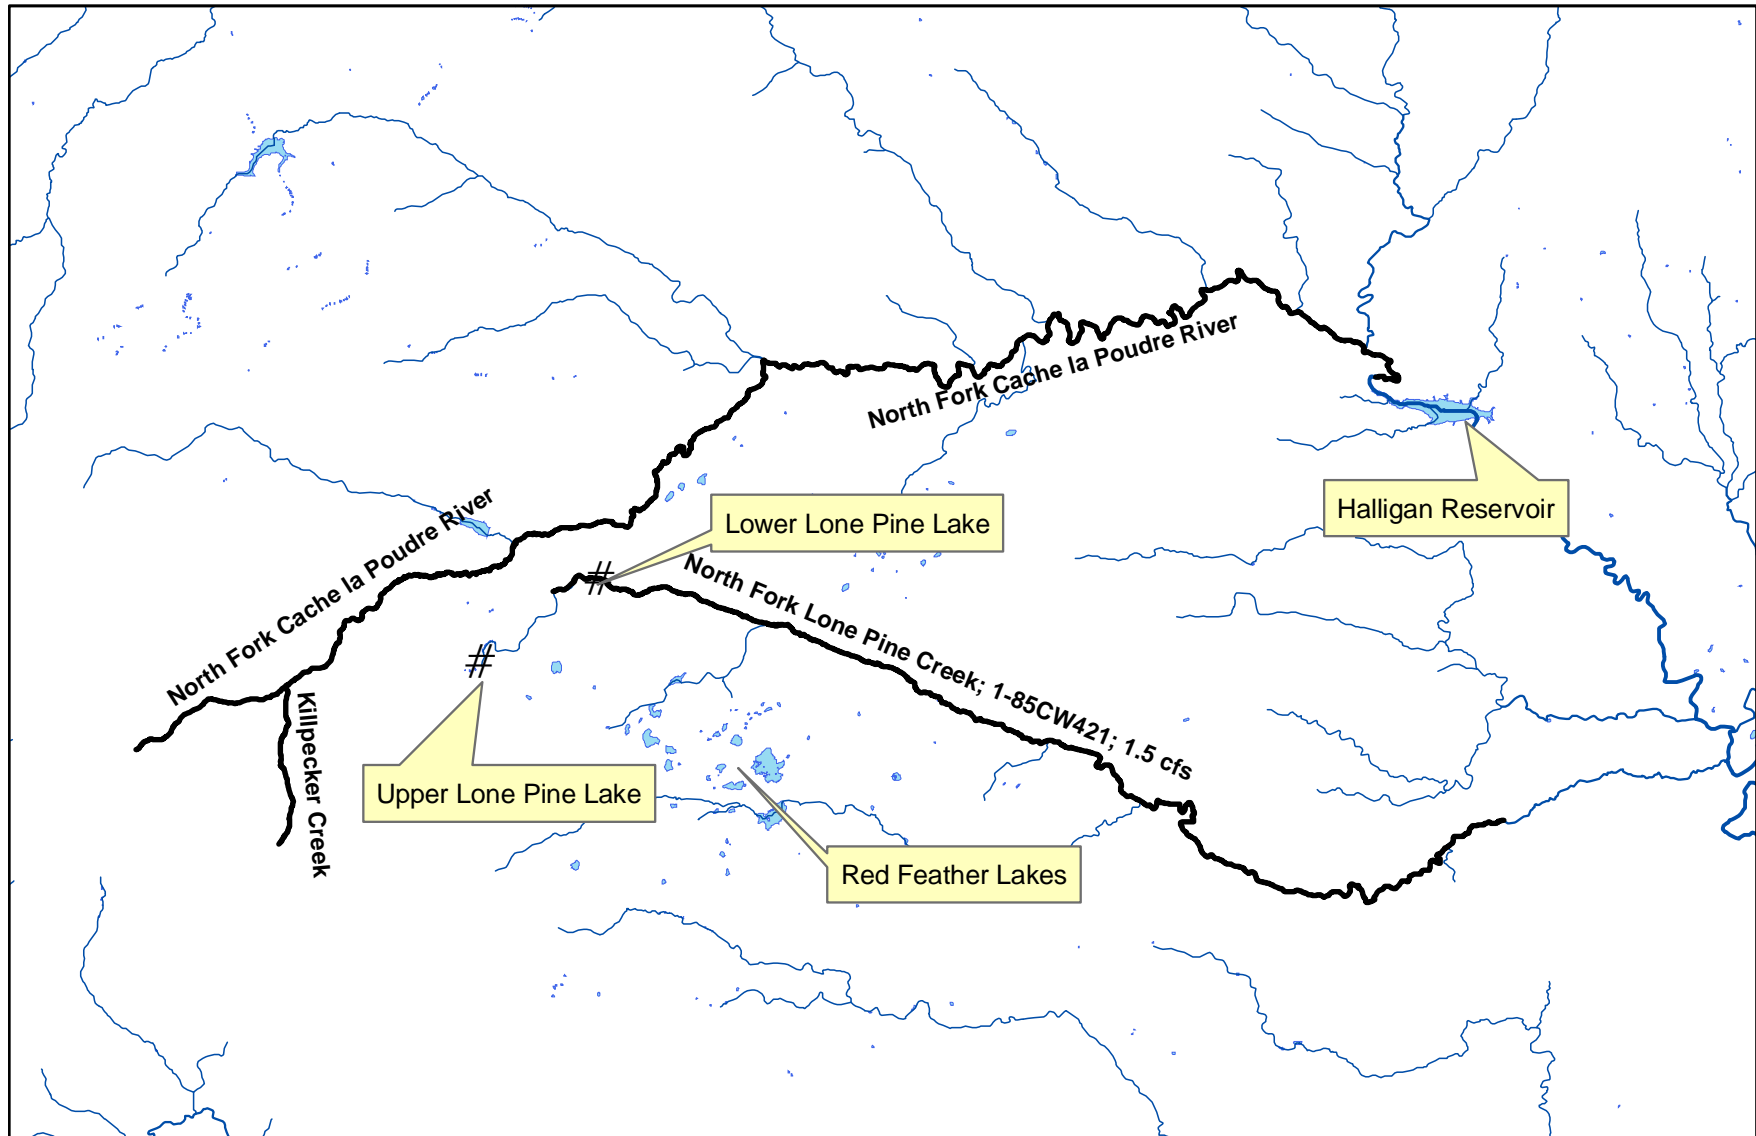 North Fork Cache la Poudre River
Halligan Reservoir
Lower Lone Pine Lake
North Fork Cache la Poudre River
North Fork Lone Pine Creek; 1-85CW421; 1.5 cfs
#
#
Killpecker Creek
Upper Lone Pine Lake
Red Feather Lakes